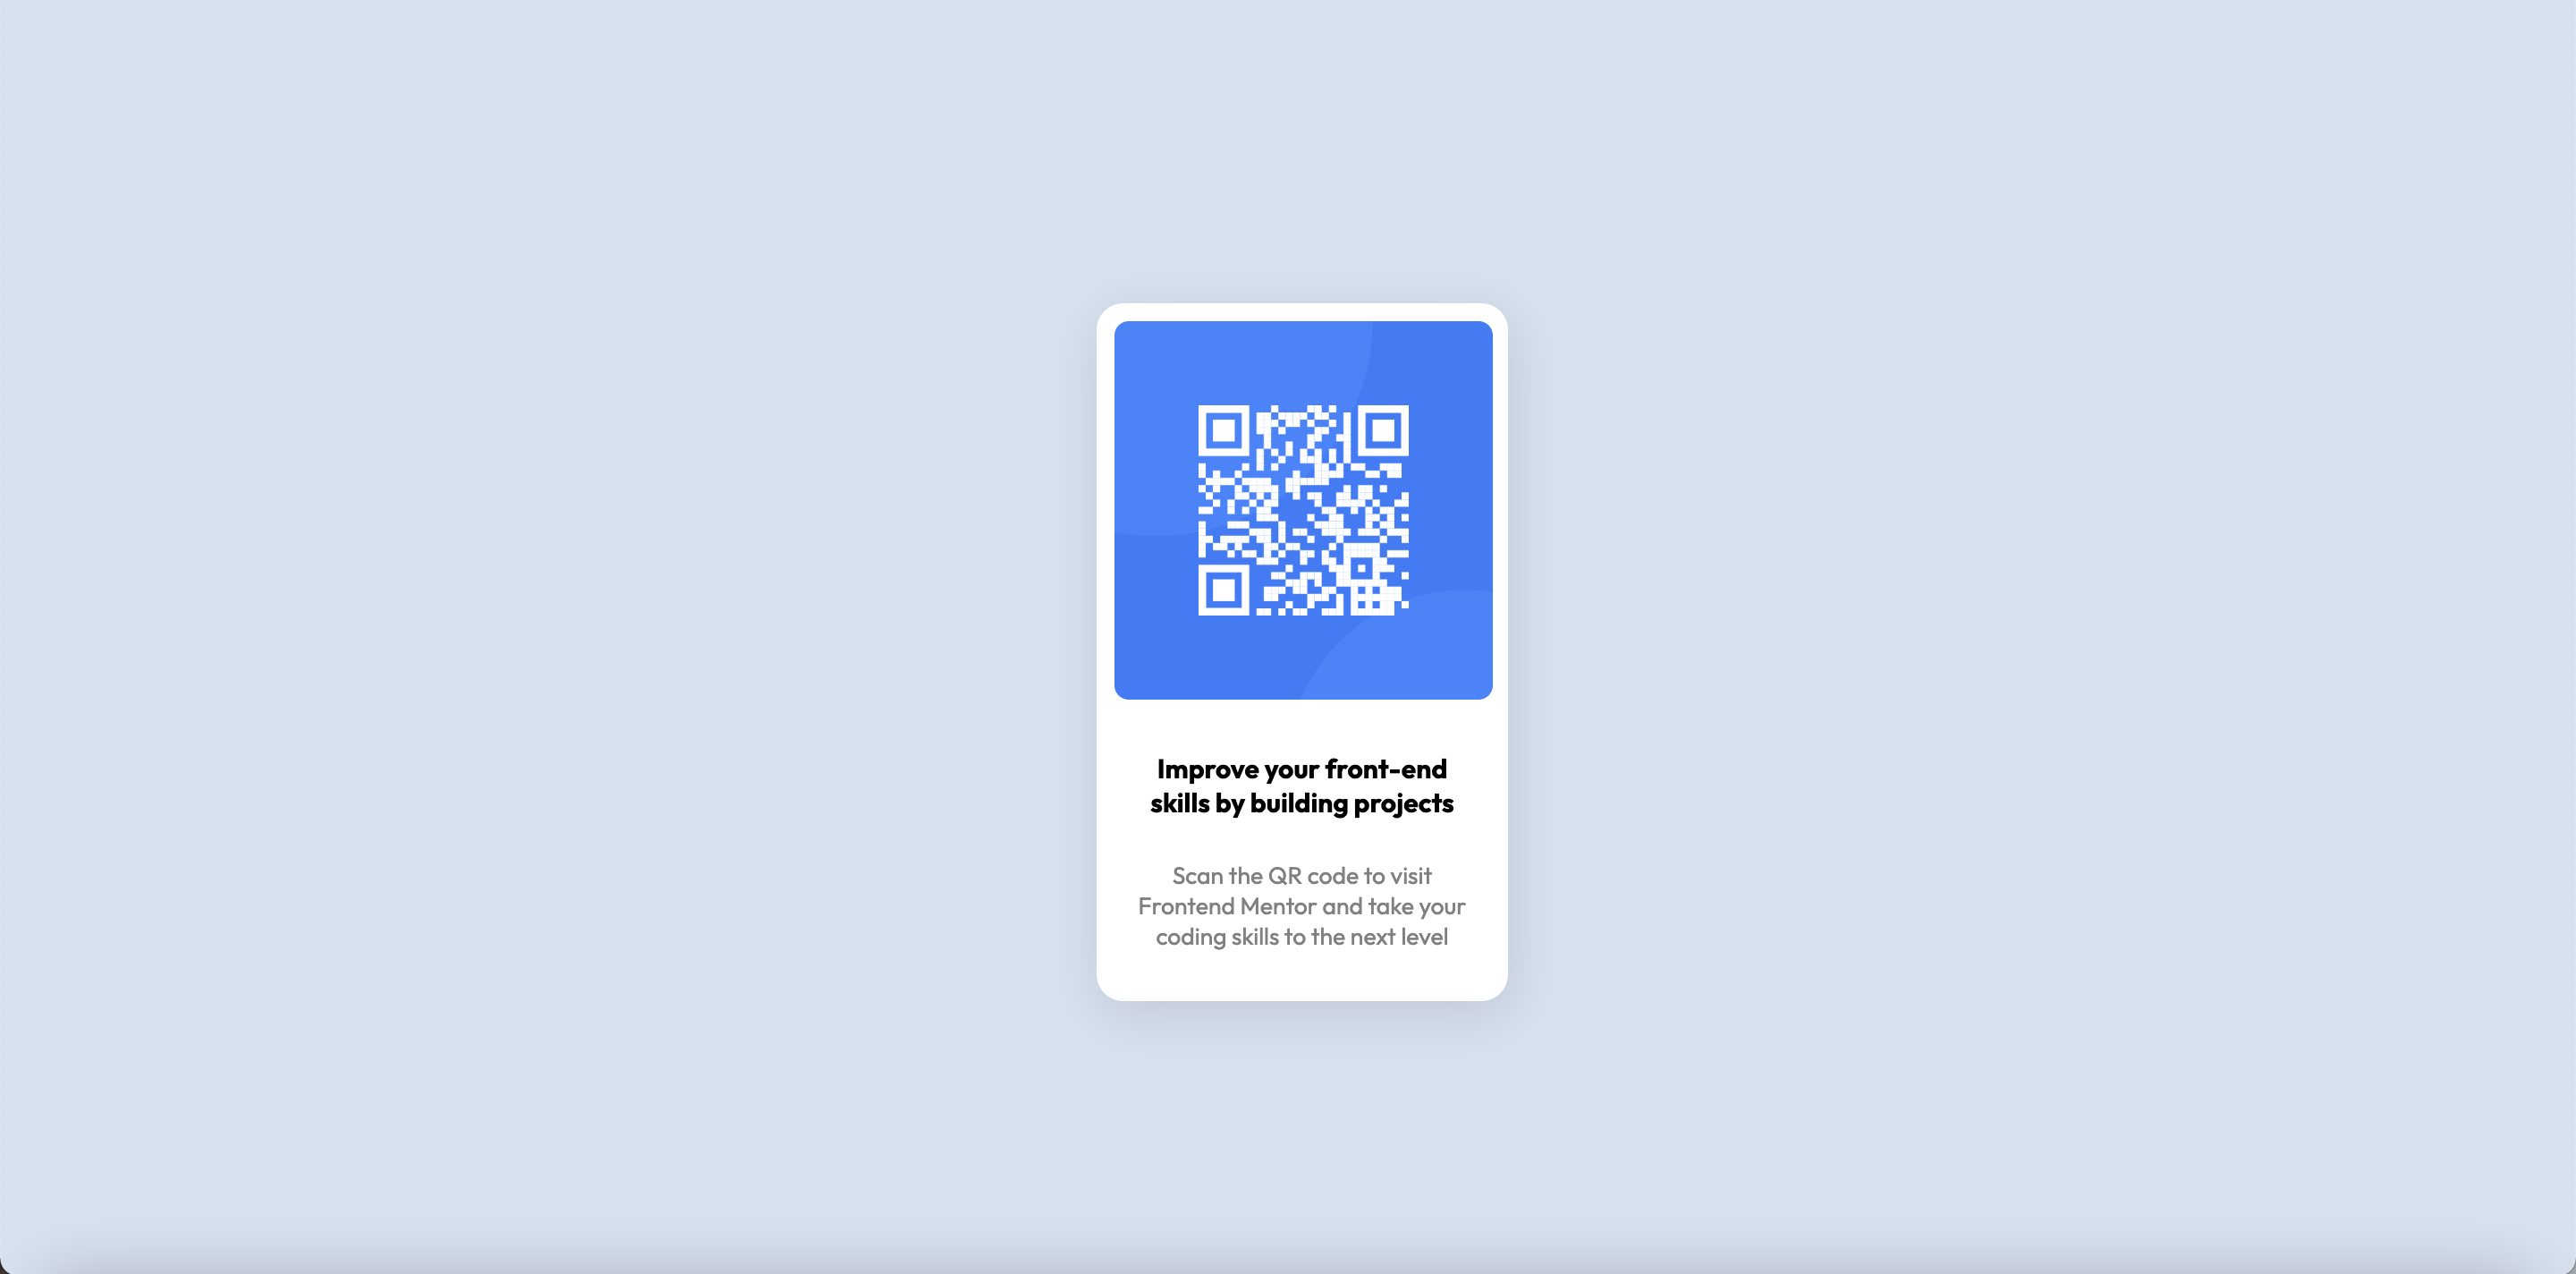 Improve your front-end
skills by building projects
Scan the QR code to visit
Frontend Mentor and take your
coding skills to the next level